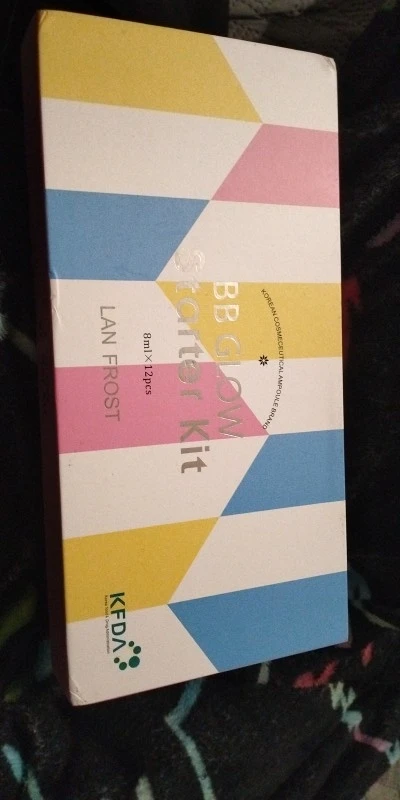 KOREAN COSMECEUTICAL AMPOULE BRAND
BB GLOW
Starter Kit
8ml×12pcs
LAN FROST
KFDA